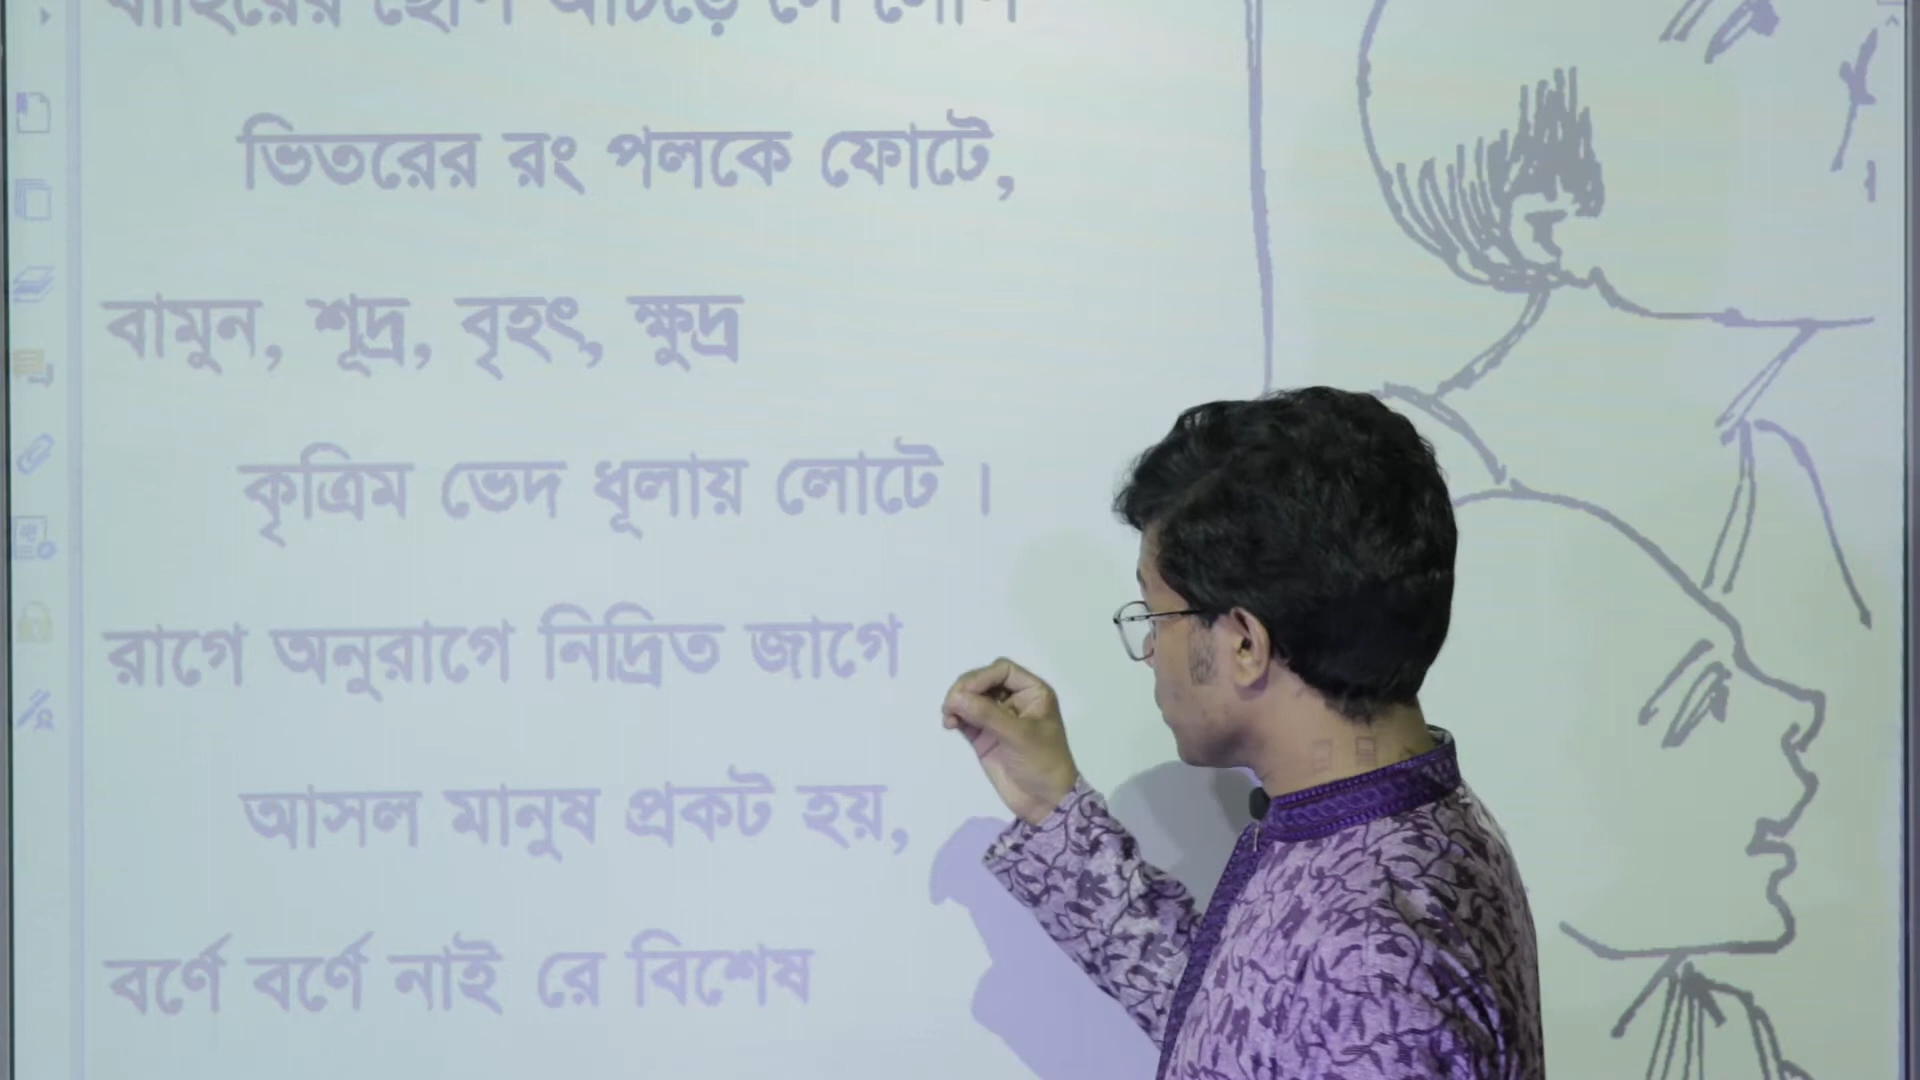 ভিতরের রং পলকে ফোটে,
বামুন, শূদ্র, বৃহৎ, ক্ষুদ্র
কৃত্রিম ভেদ ধূলায় লোটে ।
রাগে অনুরাগে নিদ্রিত জাগে
আসল মানুষ প্রকট হয়,
বর্ণে বর্ণে নাই রে বিশেষ